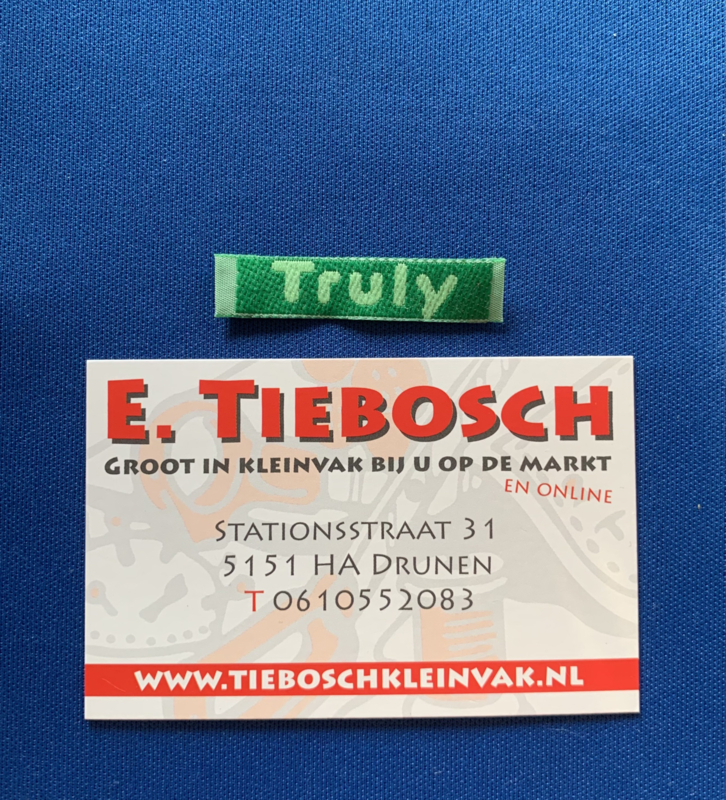 Truly
E. TIEBOSCH
GROOT IN KLEINVAK BIJ U OP DE MARKT
EN ONLINE
STATIONSSTRAAT 31
5151 HA DRUNEN
T 0610552083
WWW.TIEBOSCHKLEINVAK.NL